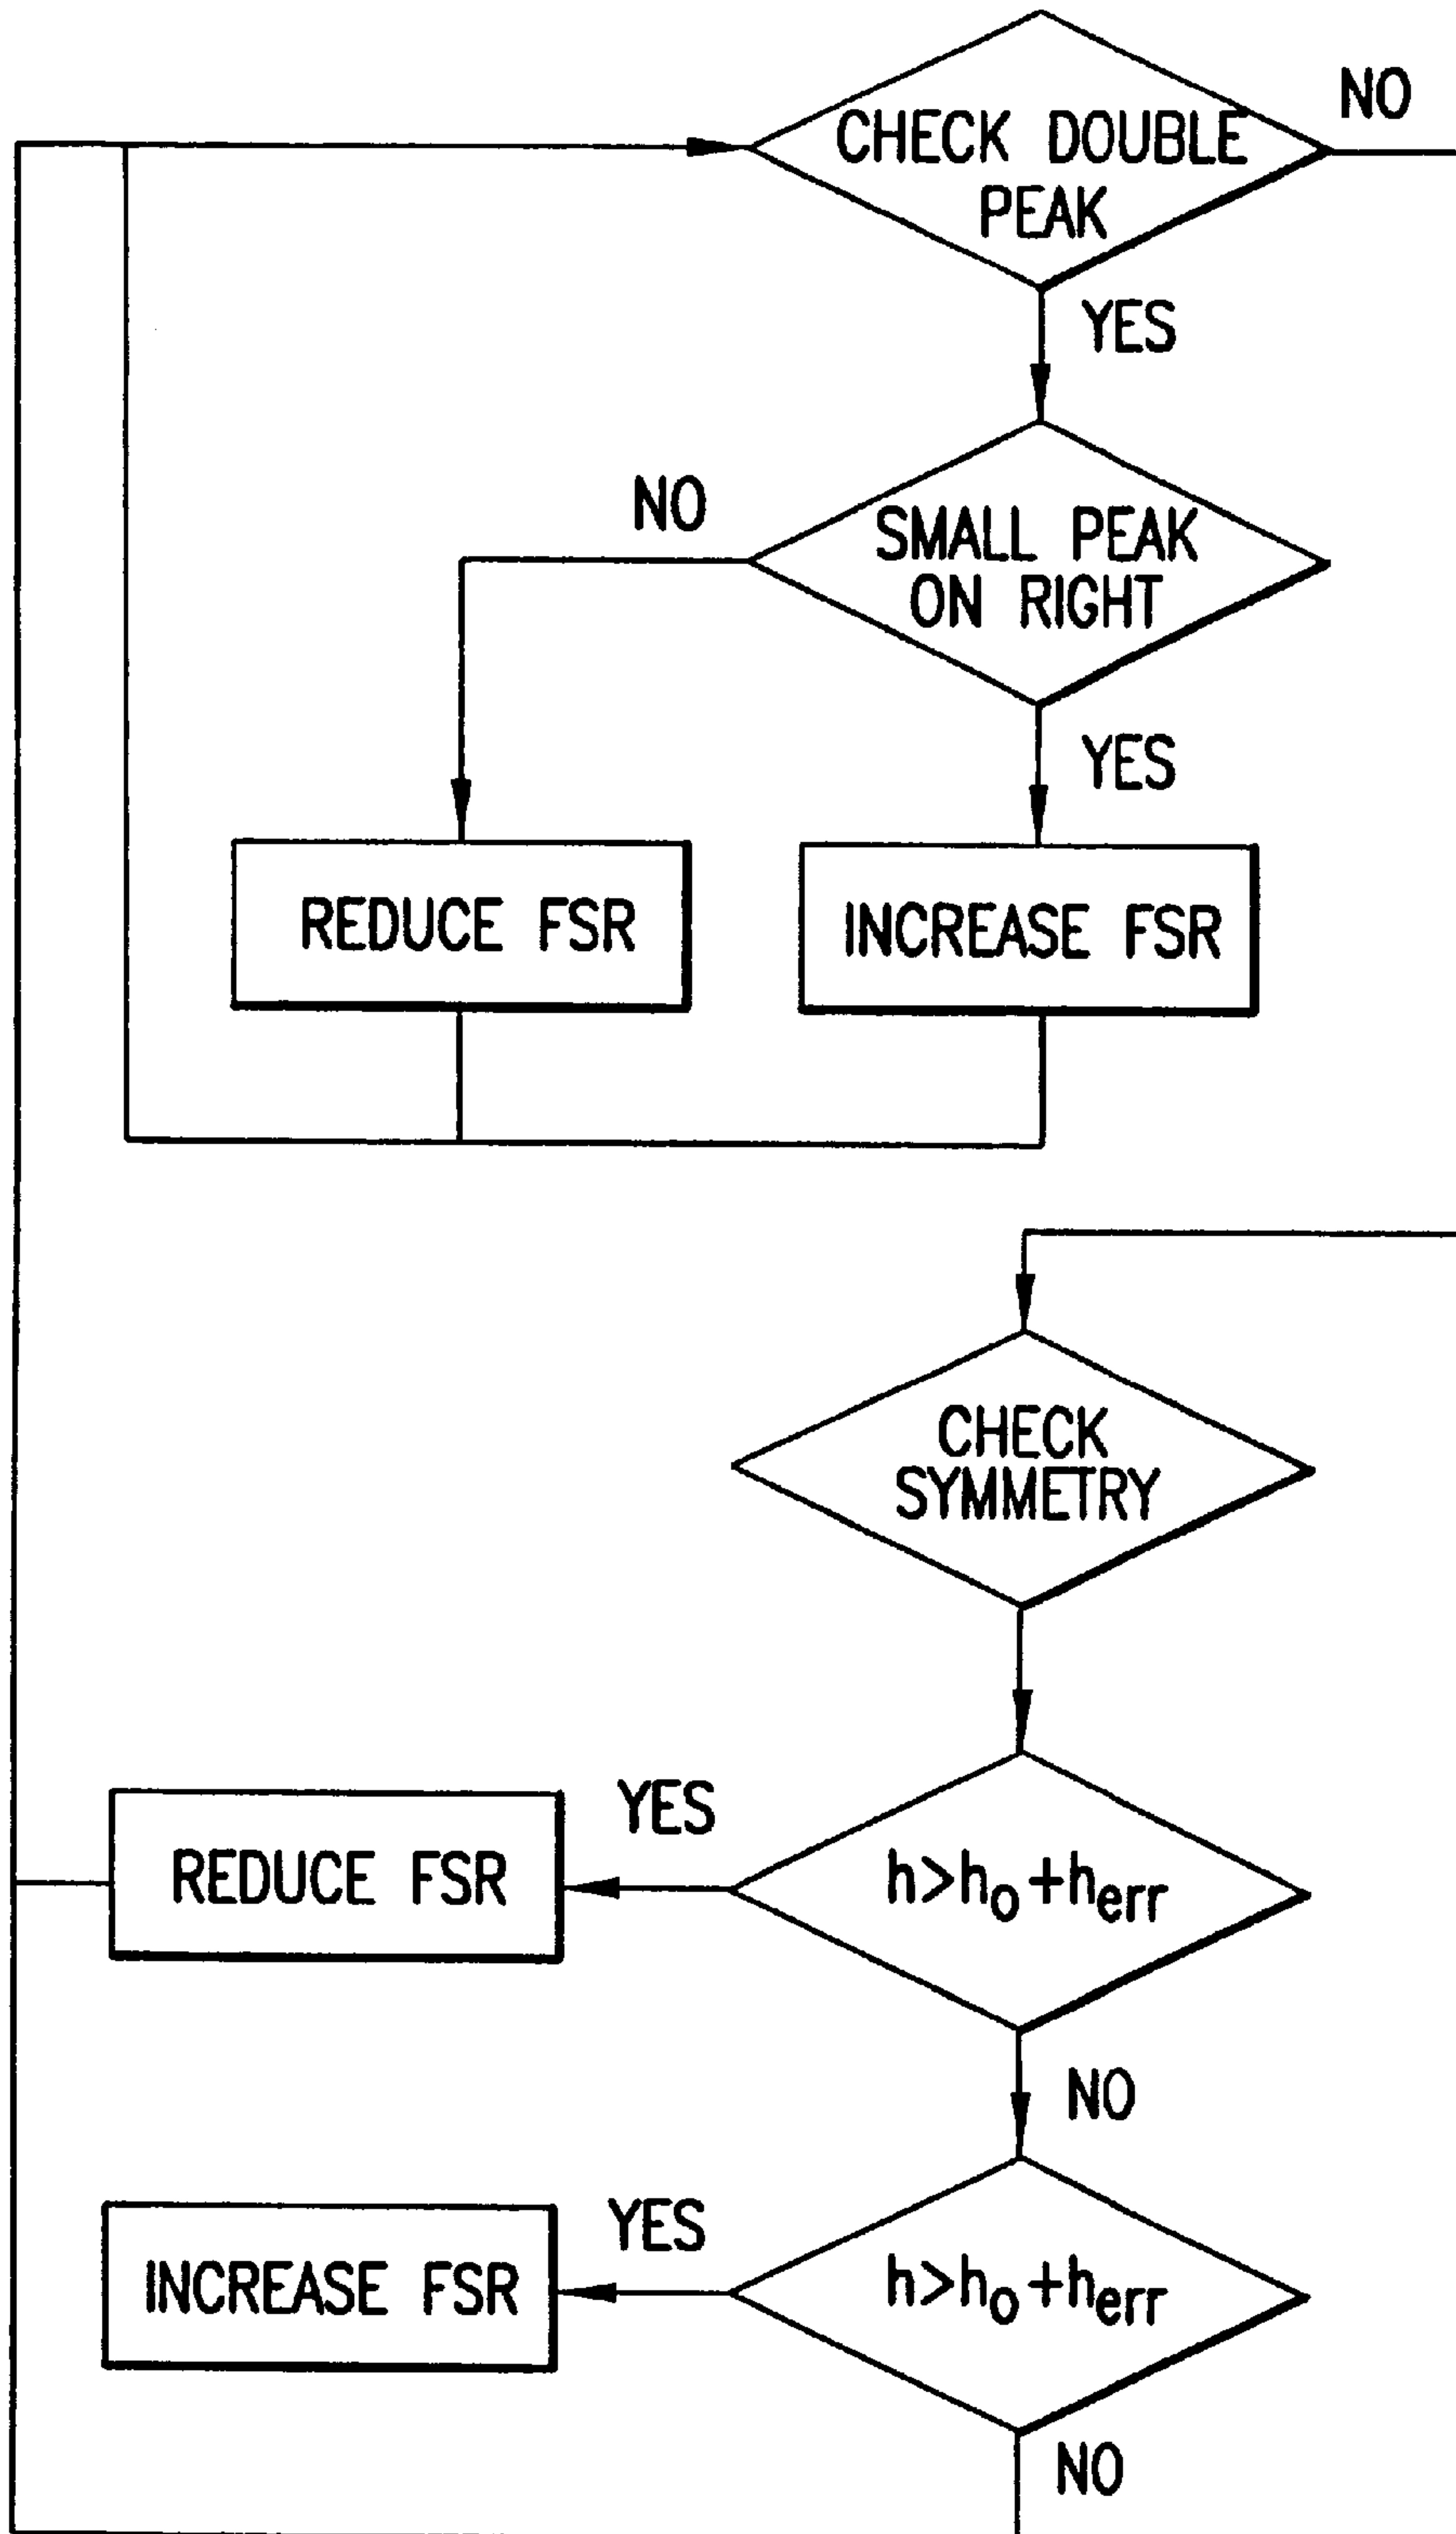 NO
CHECK DOUBLE
PEAK
YES
NO
SMALL PEAK
ON RIGHT
YES
REDUCE FSR
INCREASE FSR
CHECK
SYMMETRY
YES
REDUCE FSR
h>h₀+hₑᵣᵣ
NO
YES
INCREASE FSR
h>h₀+hₑᵣᵣ
NO